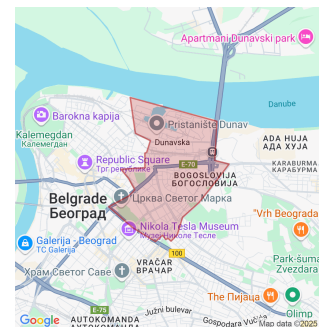 Apartmani Dunavski park
Danube
Barokna kapija
Pristanište Dunav
Kalemegdan
Калемегдан
Dunavska
ADA HUJA
АДА ХУЈА
Republic Square
Трг републике
E-70
KARABURMA
КАРАБУРМА
BOGOSLOVIJA
БОГОСЛОВИЈА
Belgrade
Београд
Црква Светог Марка
"Vrh Beograda"
Nikola Tesla Museum
Музеј Николе Тесле
Galerija - Beograd
TC Galerija
100
VRAČAR
ВРАЧАР
Park-šuma
Zvezdara
Храм Светог Саве
Ta Пицаја
Olimp
E-75
Južni bulevar
Gospodara Vučića
AUTOKOMANDA
АУТОКОМАНДА
Google
Map data ©2025